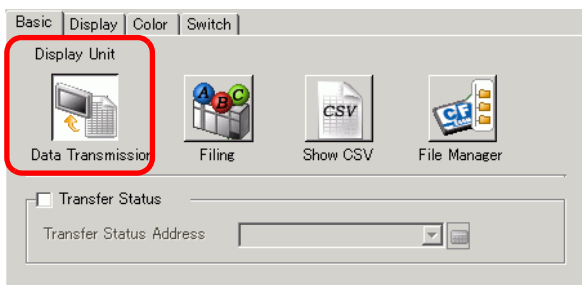 Basic Display Color Switch
Display Unit
A B C CSV CF
Data Transmission Filing Show CSV File Manager
Transfer Status
Transfer Status Address